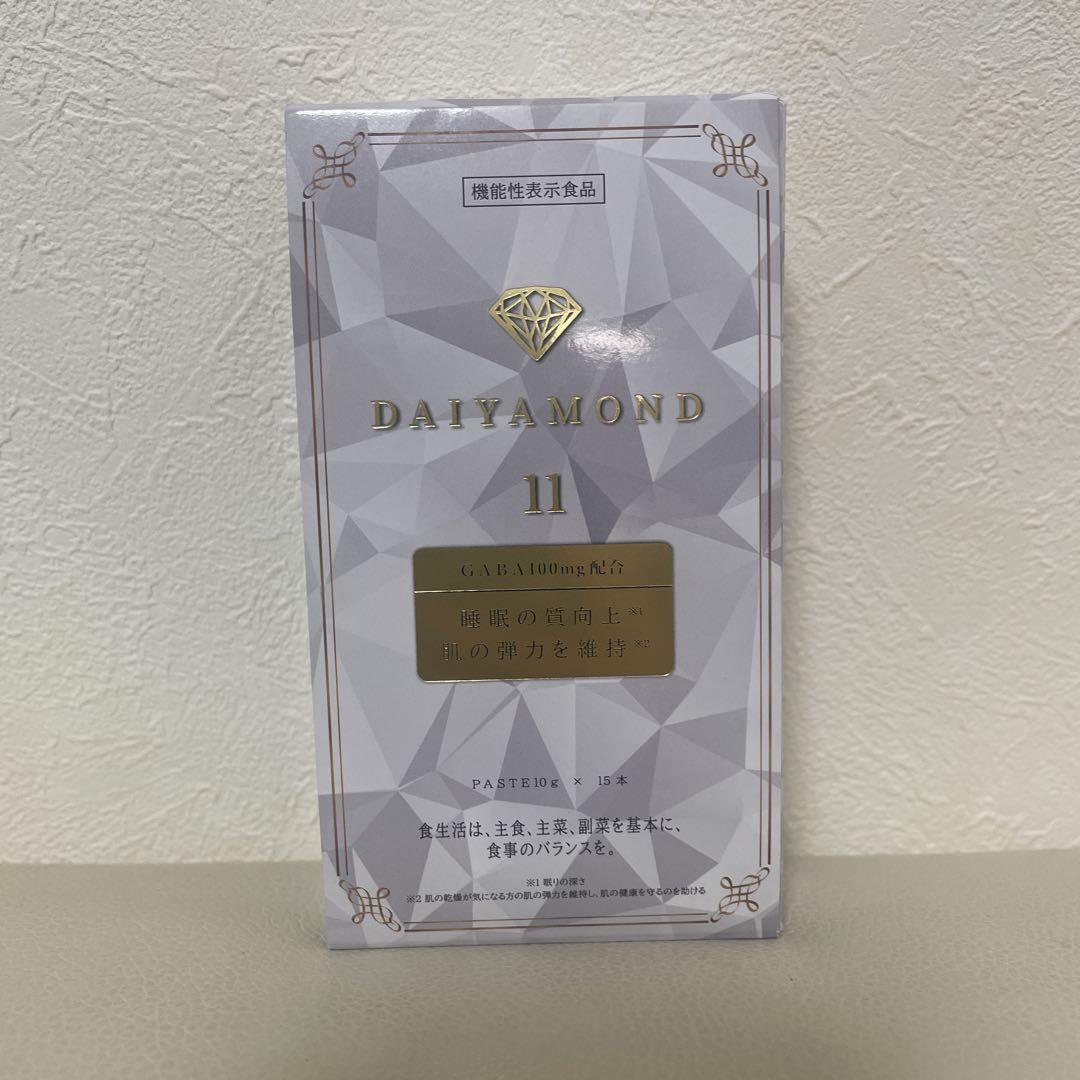 機能性表示食品
DAIYAMOND
11
GABA100mg配合
睡眠の質向上※1
肌の弾力を維持※2
PASTE10g × 15本
食生活は、主食、主菜、副菜を基本に、
食事のバランスを。
※1 眠りの深さ
※2 肌の乾燥が気になる方の肌の弾力を維持し、肌の健康を守るのを助ける